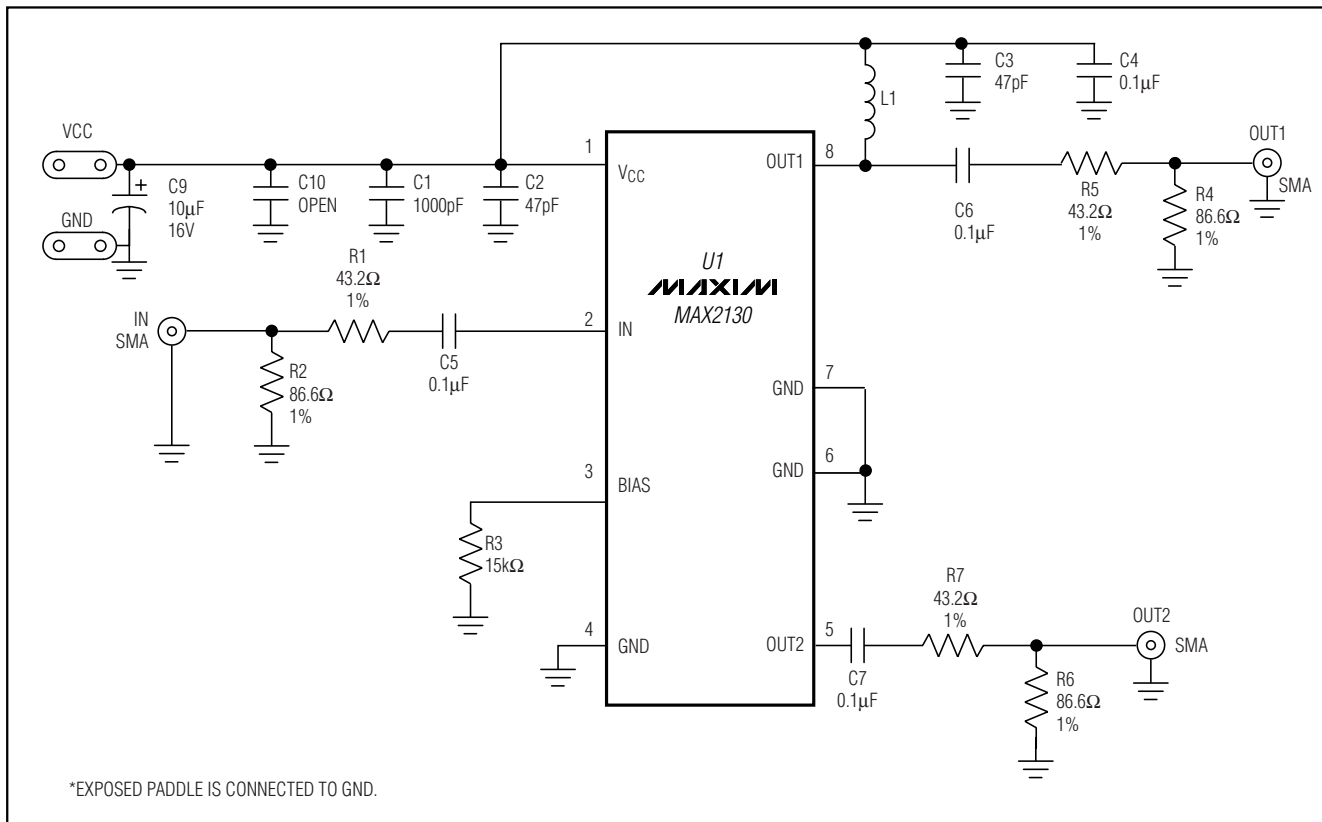 C3
47pF
C4
0.1µF
L1
VCC
C9
10µF
16V
+
GND
C10
OPEN
C1
1000pF
C2
47pF
1
VCC
OUT1
8
C6
0.1µF
R5
43.2Ω
1%
R4
86.6Ω
1%
OUT1
SMA
R1
43.2Ω
1%
U1
MAXIM
MAX2130
IN
SMA
R2
86.6Ω
1%
C5
0.1µF
2
IN
7
GND
6
GND
3
BIAS
R3
15kΩ
4
GND
OUT2
5
C7
0.1µF
R7
43.2Ω
1%
R6
86.6Ω
1%
OUT2
SMA
*EXPOSED PADDLE IS CONNECTED TO GND.